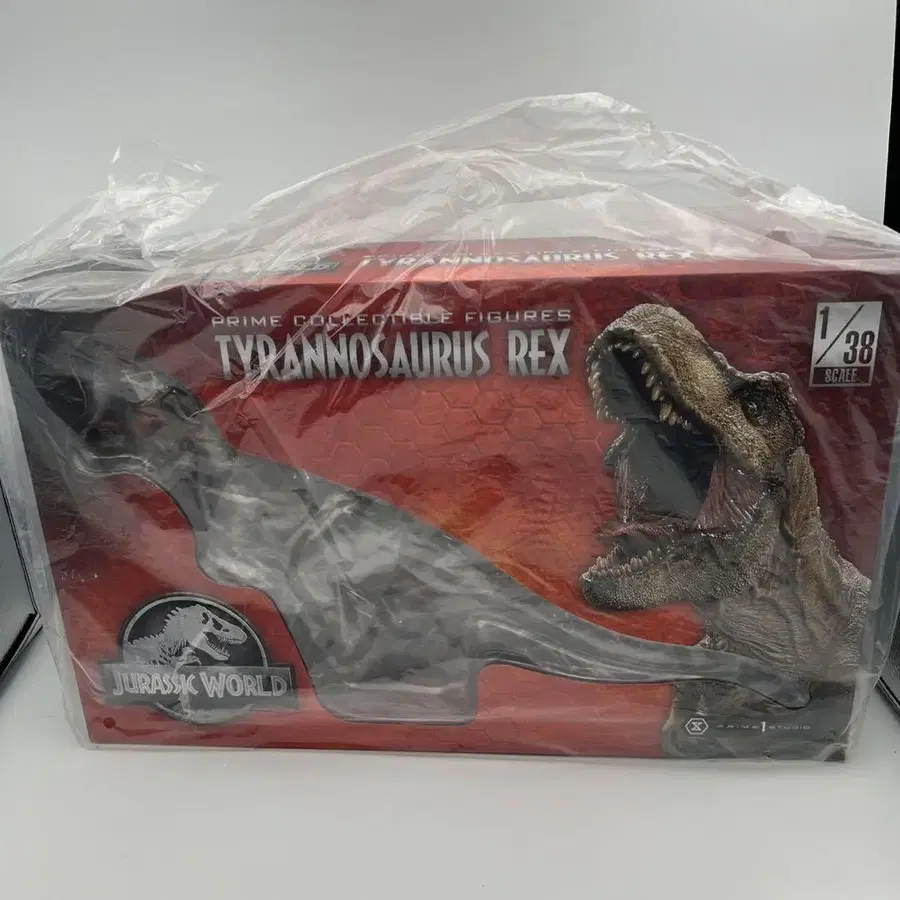 TYRANNOSAURUS REX
PRIME COLLECTIBLE FIGURES
TYRANNOSAURUS REX
1/38
SCALE
JURASSIC WORLD
PRIME 1 STUDIO